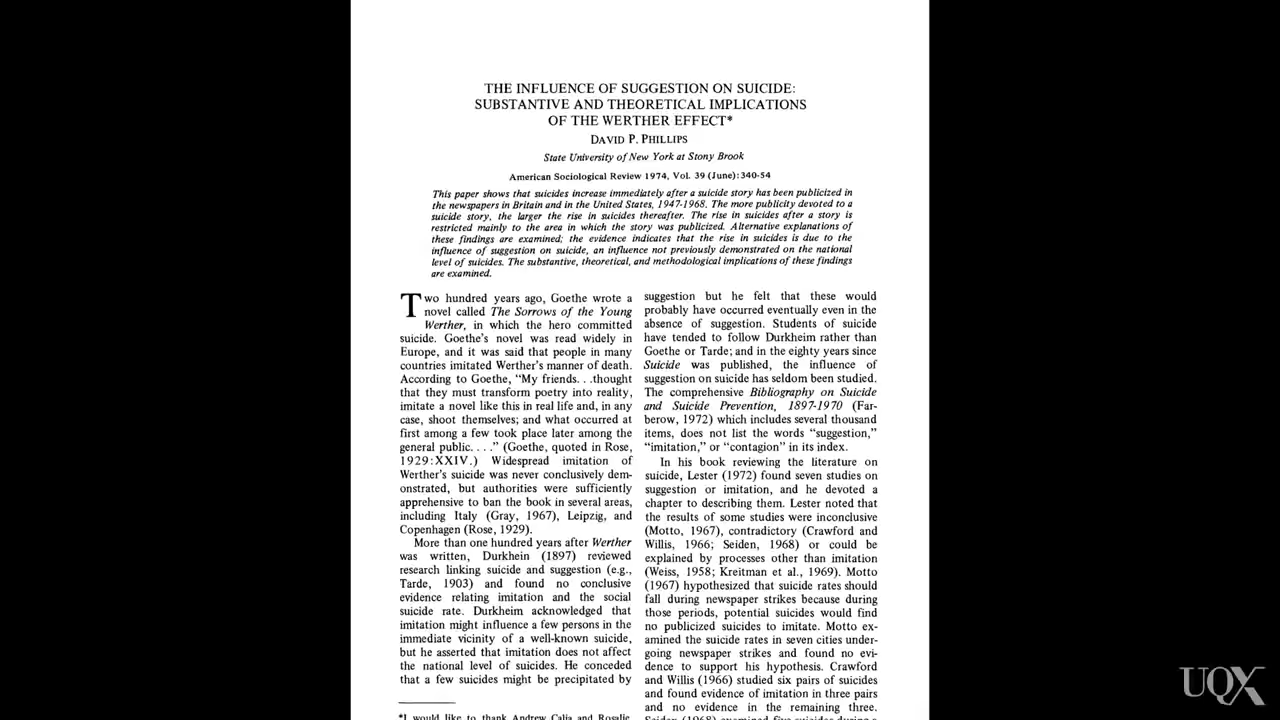 THE INFLUENCE OF SUGGESTION ON SUICIDE:
SUBSTANTIVE AND THEORETICAL IMPLICATIONS
OF THE WERTHER EFFECT*
DAVID P. PHILLIPS
State University of New York at Stony Brook
American Sociological Review 1974, Vol. 39 (June): 340-54
This paper shows that suicides increase immediately after a suicide story has been publicized in
the newspapers in Britain and in the United States, 1947-1968. The more publicity devoted to a
suicide story, the larger the rise in suicides thereafter. The rise in suicides after a story is
restricted mainly to the area in which the story was publicized. Alternative explanations of
these findings are examined; the evidence indicates that the rise in suicides is due to the
influence of suggestion on suicide, an influence not previously demonstrated on the national
level of suicides. The substantive, theoretical, and methodological implications of these findings
are examined.
Two hundred years ago, Goethe wrote a
novel called The Sorrows of the Young
Werther, in which the hero committed
suicide. Goethe's novel was read widely in
Europe, and it was said that people in many
countries imitated Werther's manner of death.
According to Goethe, "My friends. . .thought
that they must transform poetry into reality,
imitate a novel like this in real life and, in any
case, shoot themselves; and what occurred at
first among a few took place later among the
general public. . . ." (Goethe, quoted in Rose,
1929:XXIV.) Widespread imitation of
Werther's suicide was never conclusively dem-
onstrated, but authorities were sufficiently
apprehensive to ban the book in several areas,
including Italy (Gray, 1967), Leipzig, and
Copenhagen (Rose, 1929).
More than one hundred years after Werther
was written, Durkhein (1897) reviewed
research linking suicide and suggestion (e.g.,
Tarde, 1903) and found no conclusive
evidence relating imitation and the social
suicide rate. Durkheim acknowledged that
imitation might influence a few persons in the
immediate vicinity of a well-known suicide,
but he asserted that imitation does not affect
the national level of suicides. He conceded
that a few suicides might be precipitated by
*I would like to thank Andrew Calia and Rosalie
suggestion but he felt that these would
probably have occurred eventually even in the
absence of suggestion. Students of suicide
have tended to follow Durkheim rather than
Goethe or Tarde; and in the eighty years since
Suicide was published, the influence of
suggestion on suicide has seldom been studied.
The comprehensive Bibliography on Suicide
and Suicide Prevention, 1897-1970 (Far-
berow, 1972) which includes several thousand
items, does not list the words "suggestion,"
"imitation," or "contagion" in its index.
In his book reviewing the literature on
suicide, Lester (1972) found seven studies on
suggestion or imitation, and he devoted a
chapter to describing them. Lester noted that
the results of some studies were inconclusive
(Motto, 1967), contradictory (Crawford and
Willis, 1966; Seiden, 1968) or could be
explained by processes other than imitation
(Weiss, 1958; Kreitman et al., 1969). Motto
(1967) hypothesized that suicide rates should
fall during newspaper strikes because during
those periods, potential suicides would find
no publicized suicides to imitate. Motto ex-
amined the suicide rates in seven cities under-
going newspaper strikes and found no evi-
dence to support his hypothesis. Crawford
and Willis (1966) studied six pairs of suicides
and found evidence of imitation in three pairs
and no evidence in the remaining three.
Seiden (1968) examined five suicides during a
UQX